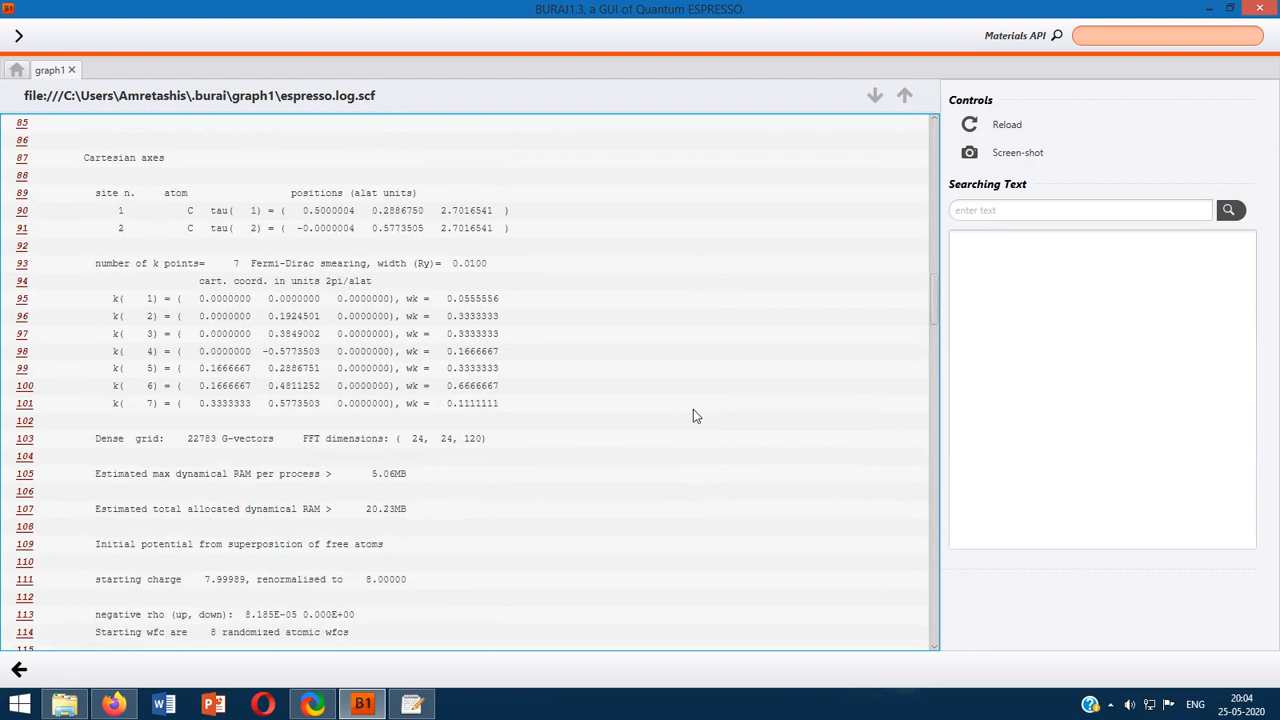 BURAI1.3, a GUI of Quantum ESPRESSO.
Materials API
graph1
file:///C:\Users\Amretashis\.burai\graph1\espresso.log.scf
85
86
87 Cartesian axes
88
89 site n. atom positions (alat units)
90 1 C tau( 1) = ( 0.5000004 0.2886750 2.7016541 )
91 2 C tau( 2) = ( -0.0000004 0.5773505 2.7016541 )
92
93 number of k points= 7 Fermi-Dirac smearing, width (Ry)= 0.0100
94 cart. coord. in units 2pi/alat
95 k( 1) = ( 0.0000000 0.0000000 0.0000000), wk = 0.0555556
96 k( 2) = ( 0.0000000 0.1924501 0.0000000), wk = 0.3333333
97 k( 3) = ( 0.0000000 0.3849002 0.0000000), wk = 0.3333333
98 k( 4) = ( 0.0000000 -0.5773503 0.0000000), wk = 0.1666667
99 k( 5) = ( 0.1666667 0.2886751 0.0000000), wk = 0.3333333
100 k( 6) = ( 0.1666667 0.4811252 0.0000000), wk = 0.6666667
101 k( 7) = ( 0.3333333 0.5773503 0.0000000), wk = 0.1111111
102
103 Dense grid: 22783 G-vectors FFT dimensions: ( 24, 24, 120)
104
105 Estimated max dynamical RAM per process > 5.06MB
106
107 Estimated total allocated dynamical RAM > 20.23MB
108
109 Initial potential from superposition of free atoms
110
111 starting charge 7.99989, renormalised to 8.00000
112
113 negative rho (up, down): 8.185E-05 0.000E+00
114 Starting wfc are 8 randomized atomic wfcs
115
Controls
Reload
Screen-shot
Searching Text
enter text
B1
ENG
20:04
25-05-2020